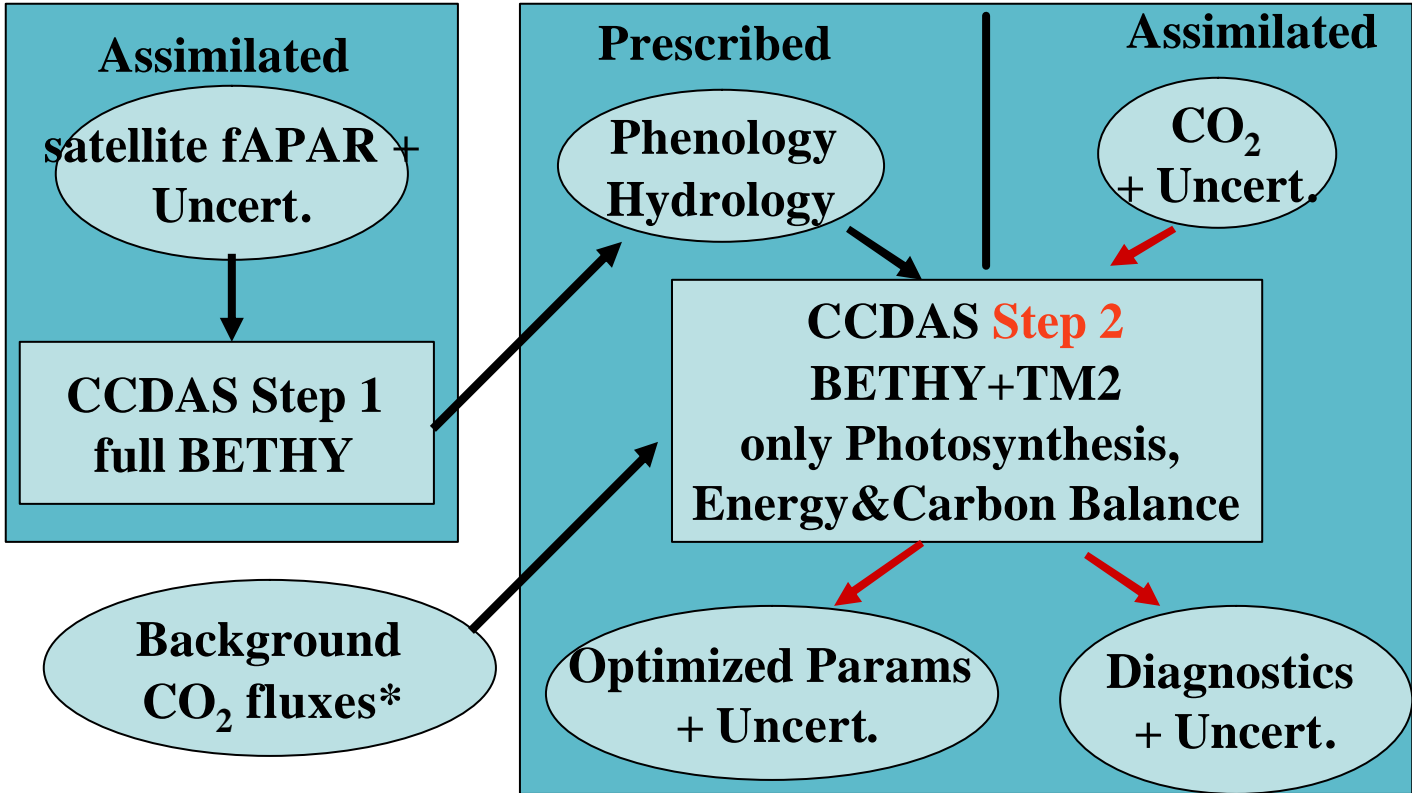 Assimilated
satellite fAPAR +
Uncert.
CCDAS Step 1
full BETHY
Background
CO₂ fluxes*
Prescribed
Assimilated
Phenology
Hydrology
CO₂
+ Uncert.
CCDAS Step 2
BETHY+TM2
only Photosynthesis,
Energy&Carbon Balance
Optimized Params
+ Uncert.
Diagnostics
+ Uncert.